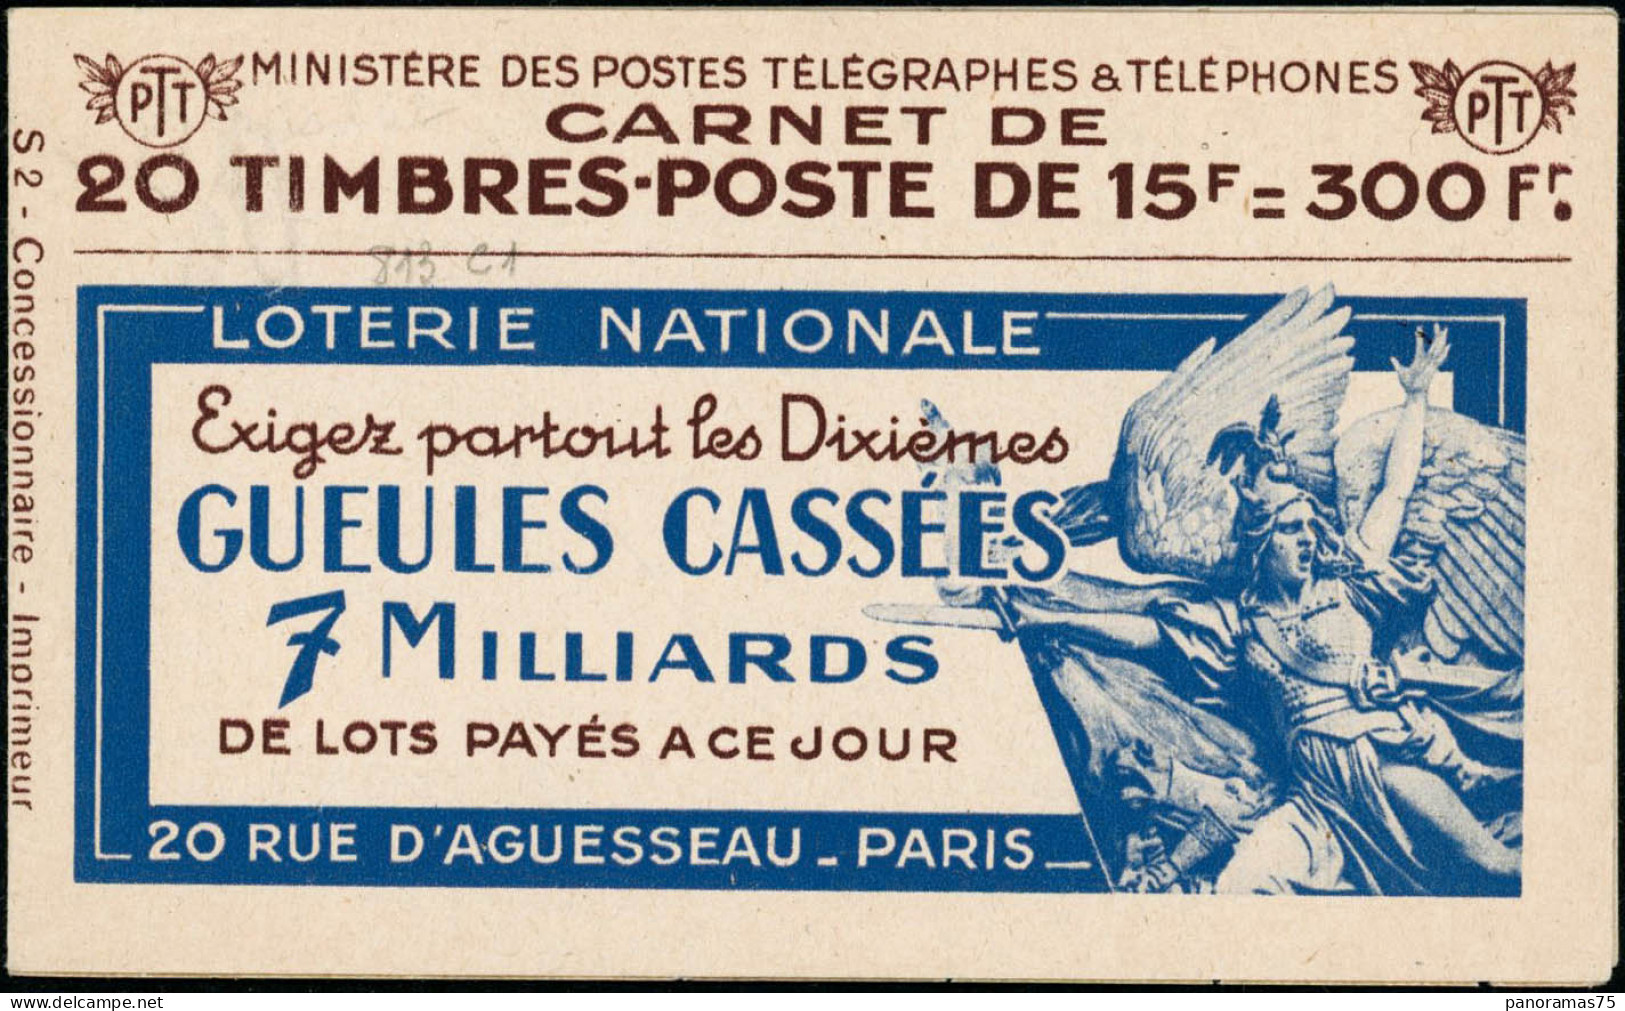 PTT
MINISTÈRE DES POSTES TÉLÉGRAPHES & TÉLÉPHONES
PTT
CARNET DE
20 TIMBRES-POSTE DE 15F = 300 Fr.
813 C1
LOTERIE NATIONALE
Exigez partout les Dixièmes
GUEULES CASSÉES
7 MILLIARDS
DE LOTS PAYÉS A CE JOUR
20 RUE D'AGUESSEAU - PARIS
S 2 - Concessionnaire - Imprimeur
www.delcampe.net
panoramas75